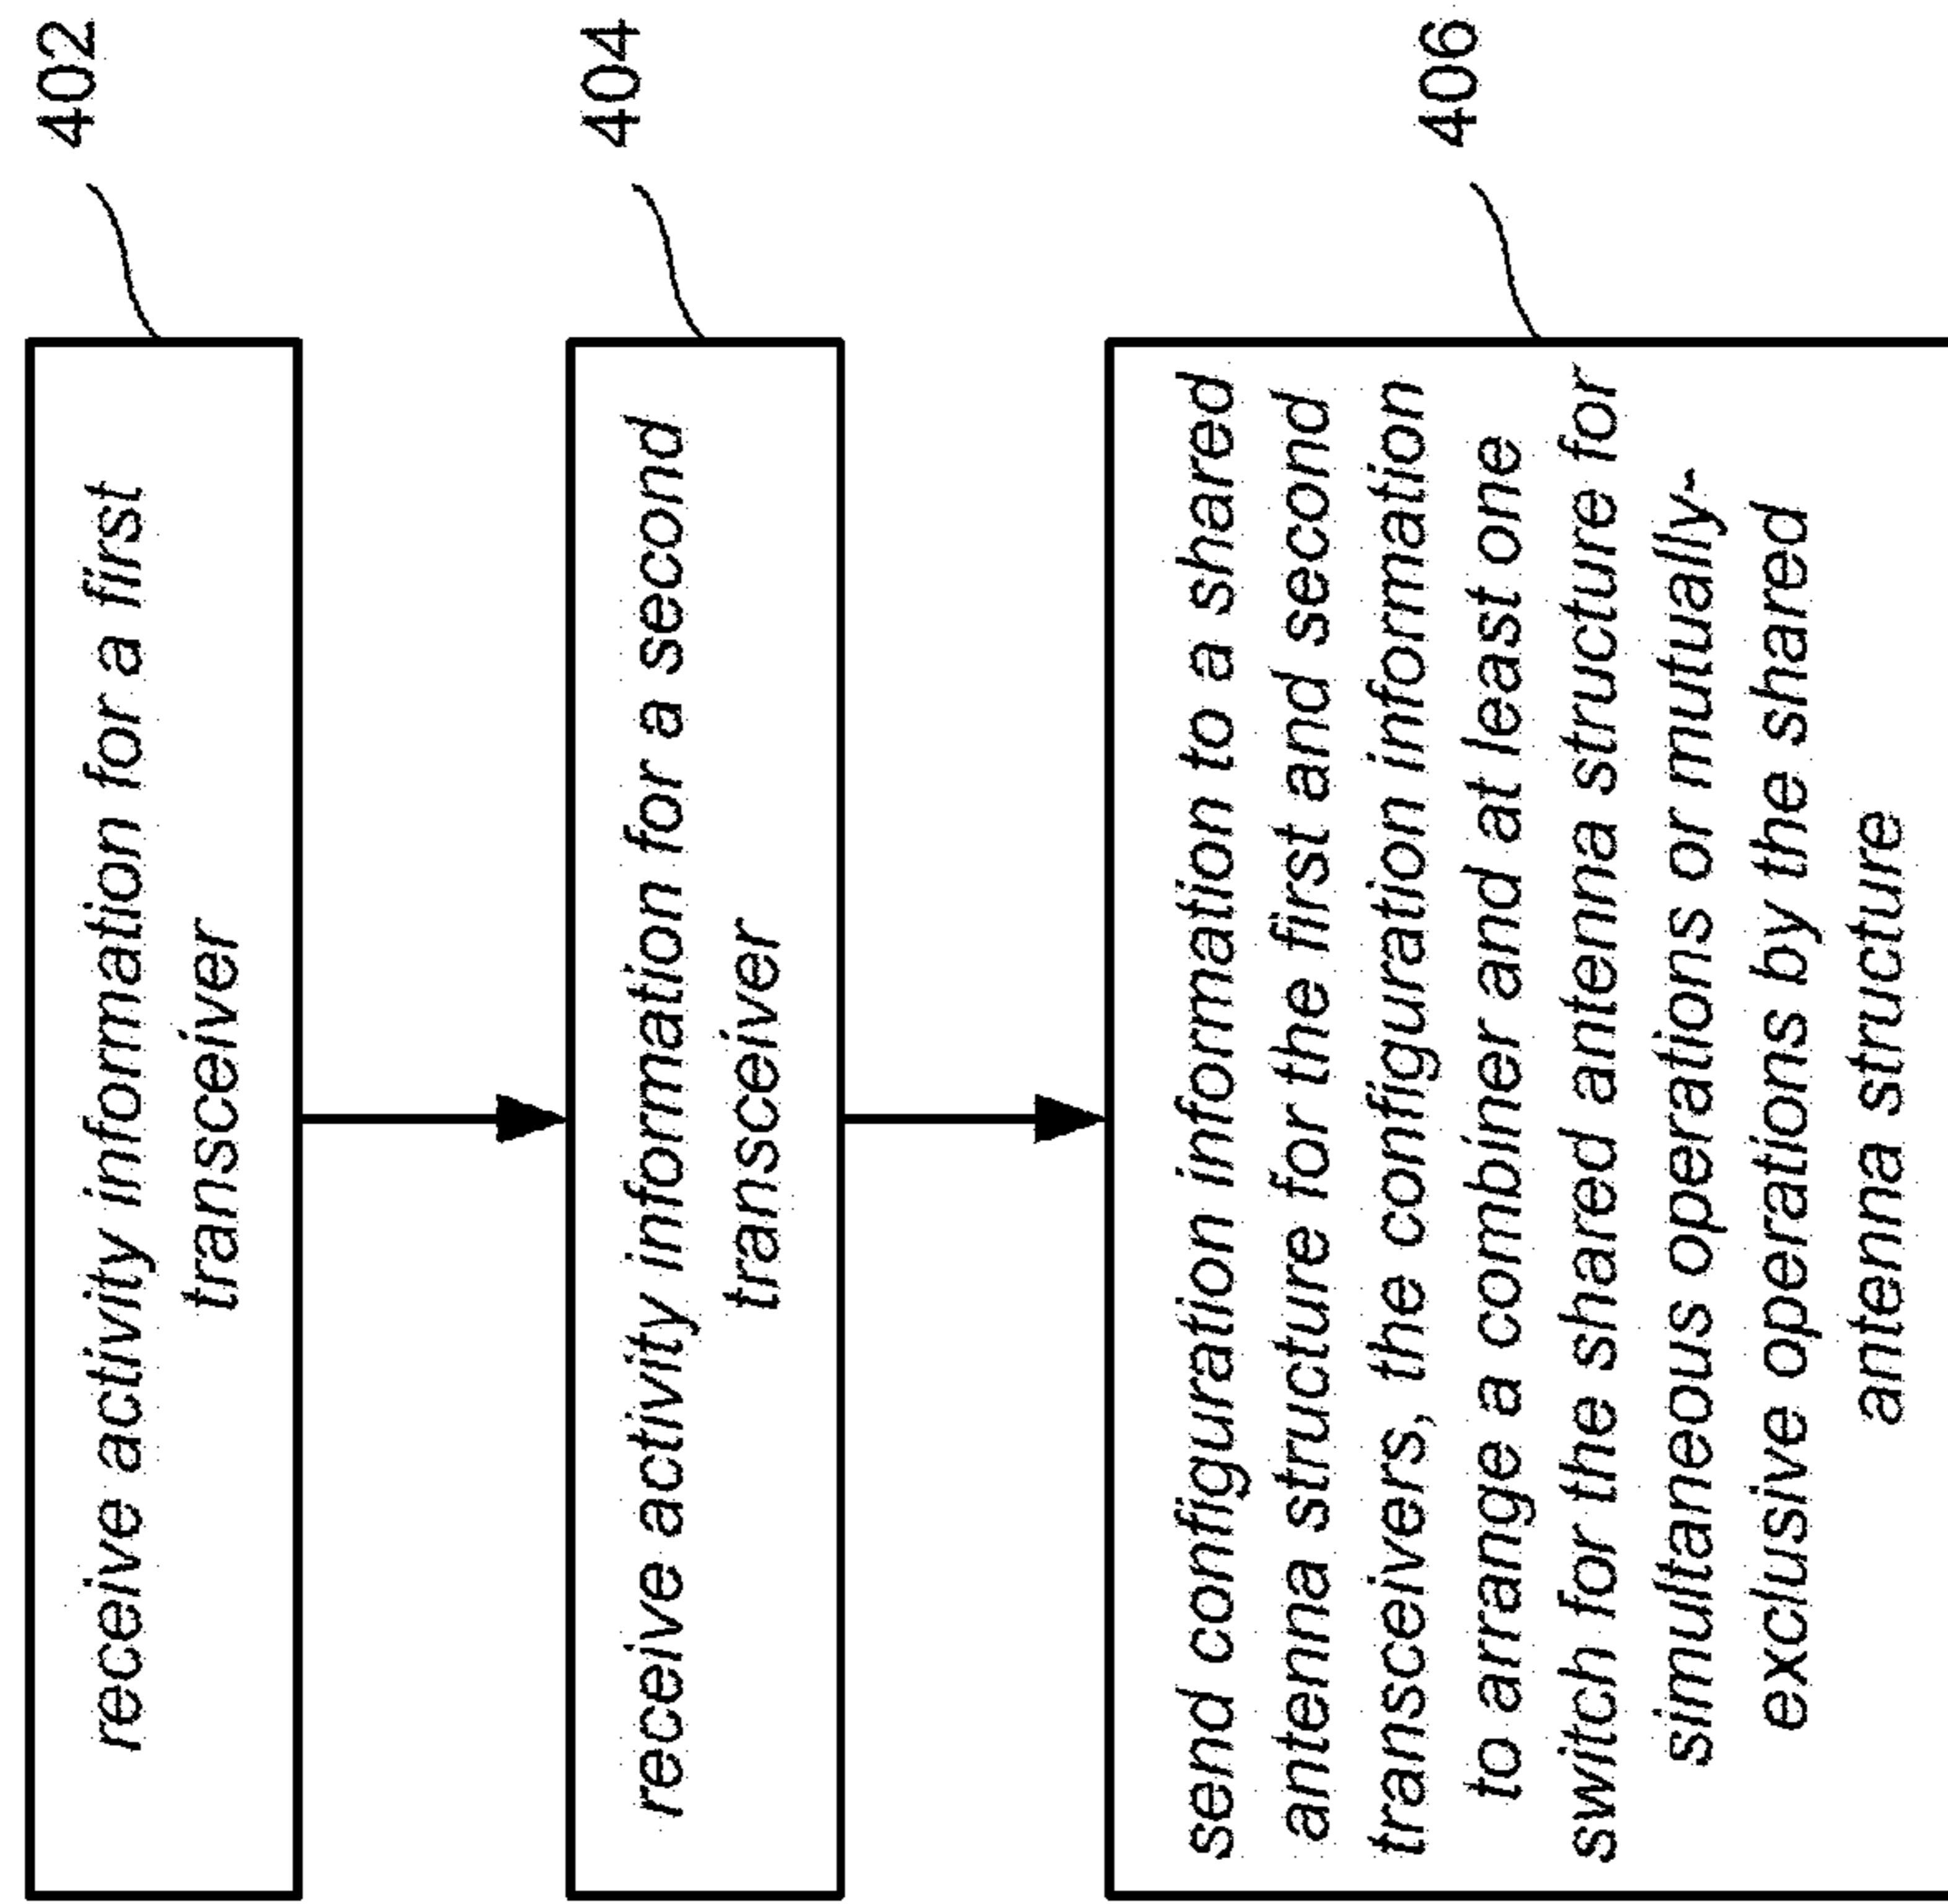 receive activity information for a first
transceiver
402
receive activity information for a second
transceiver
404
send configuration information to a shared
antenna structure for the first and second
transceivers, the configuration information
to arrange a combiner and at least one
switch for the shared antenna structure for
simultaneous operations or mutually-
exclusive operations by the shared
antenna structure
406